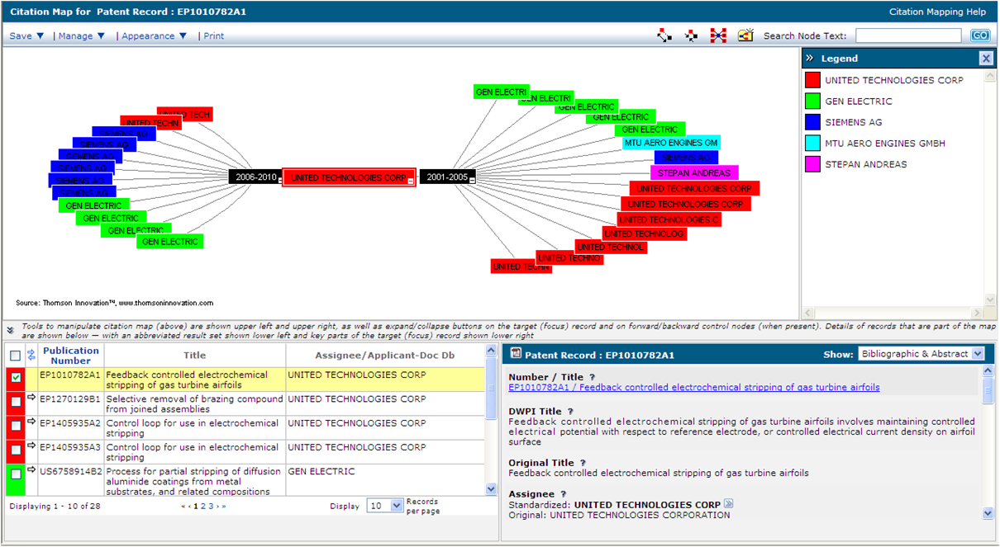 Citation Map for Patent Record : EP1010782A1
Citation Mapping Help
Save | Manage | Appearance | Print
Search Node Text: GO
Legend
UNITED TECHNOLOGIES CORP
GEN ELECTRIC
SIEMENS AG
MTU AERO ENGINES GMBH
STEPAN ANDREAS
UNITED TECH
UNITED TECHN
SIEMENS AG
SIEMENS AG
SIEMENS AG
SIEMENS AG
SIEMENS AG
SIEMENS AG
GEN ELECTRIC
GEN ELECTRIC
GEN ELECTRIC
GEN ELECTRIC
2006-2010
UNITED TECHNOLOGIES CORP
2001-2005
GEN ELECTRI
GEN ELECTRI
GEN ELECTRIC
GEN ELECTRIC
GEN ELECTRIC
MTU AERO ENGINES GM
SIEMENS AG
STEPAN ANDREAS
UNITED TECHNOLOGIES CORP
UNITED TECHNOLOGIES CORP
UNITED TECHNOLOGIES C
UNITED TECHNOLOG
UNITED TECHNOL
UNITED TECHNO
UNITED TECHN
Source: Thomson Innovation™, www.thomsoninnovation.com
Tools to manipulate citation map (above) are shown upper left and upper right, as well as expand/collapse buttons on the target (focus) record and on forward/backward control nodes (when present). Details of records that are part of the map
are shown below — with an abbreviated result set shown lower left and key parts of the target (focus) record shown lower right
Publication Number Title Assignee/Applicant-Doc Db
EP1010782A1 Feedback controlled electrochemical UNITED TECHNOLOGIES CORP
stripping of gas turbine airfoils
EP1270129B1 Selective removal of brazing compound UNITED TECHNOLOGIES CORP
from joined assemblies
EP1405935A2 Control loop for use in electrochemical UNITED TECHNOLOGIES CORP
stripping
EP1405935A3 Control loop for use in electrochemical UNITED TECHNOLOGIES CORP
stripping
US6758914B2 Process for partial stripping of diffusion GEN ELECTRIC
aluminide coatings from metal
substrates, and related compositions
Displaying 1 - 10 of 28 « ‹ 1 2 3 › » Display 10 Records per page
Patent Record : EP1010782A1 Show: Bibliographic & Abstract
Number / Title ?
EP1010782A1 / Feedback controlled electrochemical stripping of gas turbine airfoils
DWPI Title ?
Feedback controlled electrochemical stripping of gas turbine airfoils involves maintaining controlled
electrical potential with respect to reference electrode, or controlled electrical current density on airfoil
surface
Original Title ?
Feedback controlled electrochemical stripping of gas turbine airfoils
Assignee ?
Standardized: UNITED TECHNOLOGIES CORP
Original: UNITED TECHNOLOGIES CORPORATION